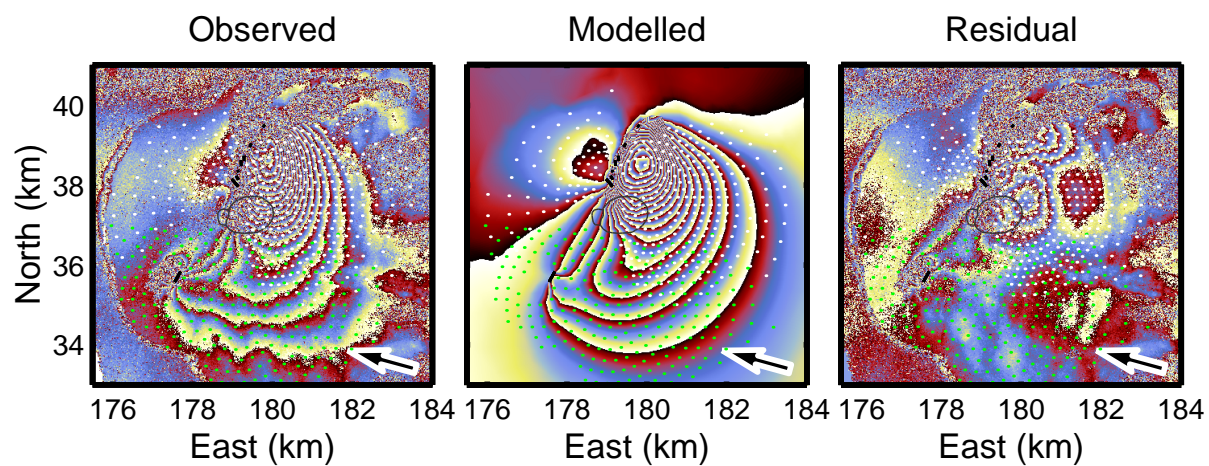 Observed Modelled Residual
40
38
36
34
North (km)
176 178 180 182 184 176 178 180 182 184 176 178 180 182 184
East (km) East (km) East (km)